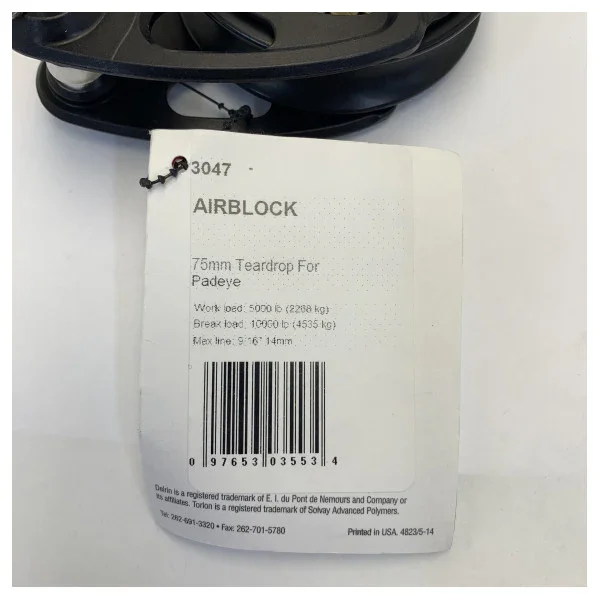 3047
AIRBLOCK
75mm Teardrop For
Padeye
Work load: 5000 lb (2268 kg)
Break load: 10000 lb (4535 kg)
Max line: 9/16" 14mm
0 97653 03553 4
Delrin is a registered trademark of E. I. du Pont de Nemours and Company or
its affiliates. Torlon is a registered trademark of Solvay Advanced Polymers.
Tel: 262-691-3320 • Fax: 262-701-5780
Printed in USA. 4823/5-14